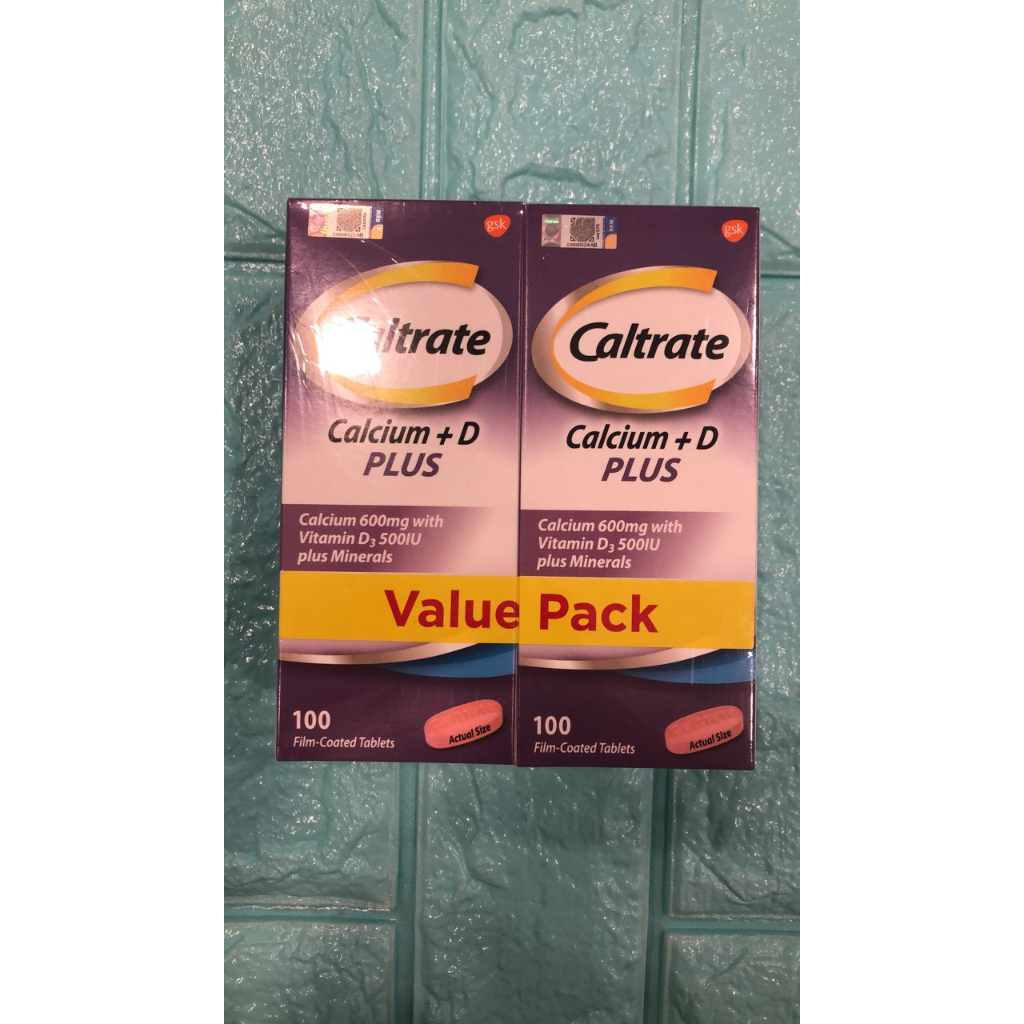 gsk
Caltrate
Calcium + D
PLUS
Calcium 600mg with
Vitamin D3 500IU
plus Minerals
100
Film-Coated Tablets
Actual Size
gsk
Caltrate
Calcium + D
PLUS
Calcium 600mg with
Vitamin D3 500IU
plus Minerals
Value Pack
100
Film-Coated Tablets
Actual Size